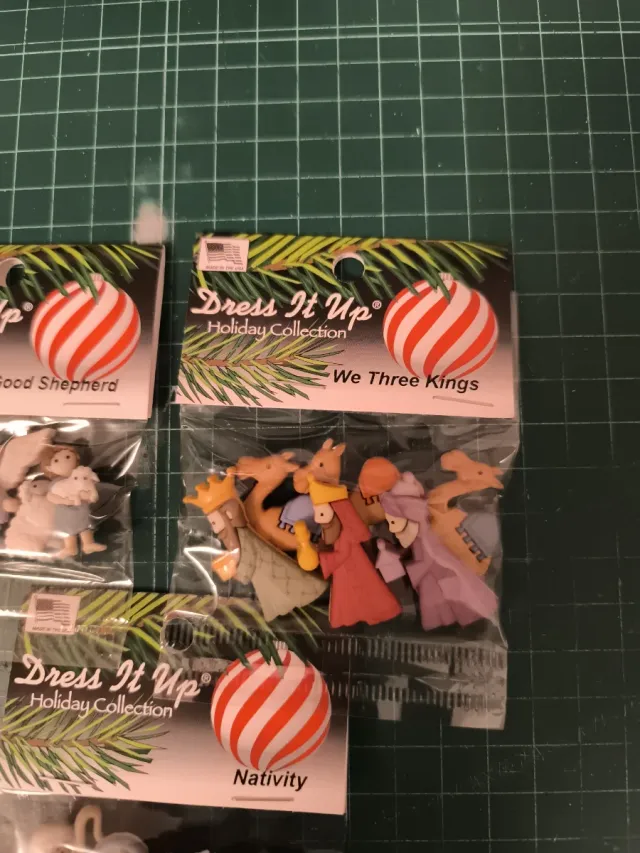 p®
Good Shepherd
Dress It Up®
Holiday Collection
We Three Kings
Dress It Up®
Holiday Collection
Nativity